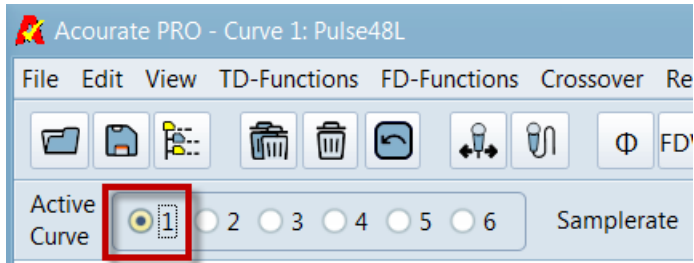 Acourate PRO - Curve 1: Pulse48L
File Edit View TD-Functions FD-Functions Crossover Re
Φ FDV
Active Curve 1 2 3 4 5 6 Samplerate